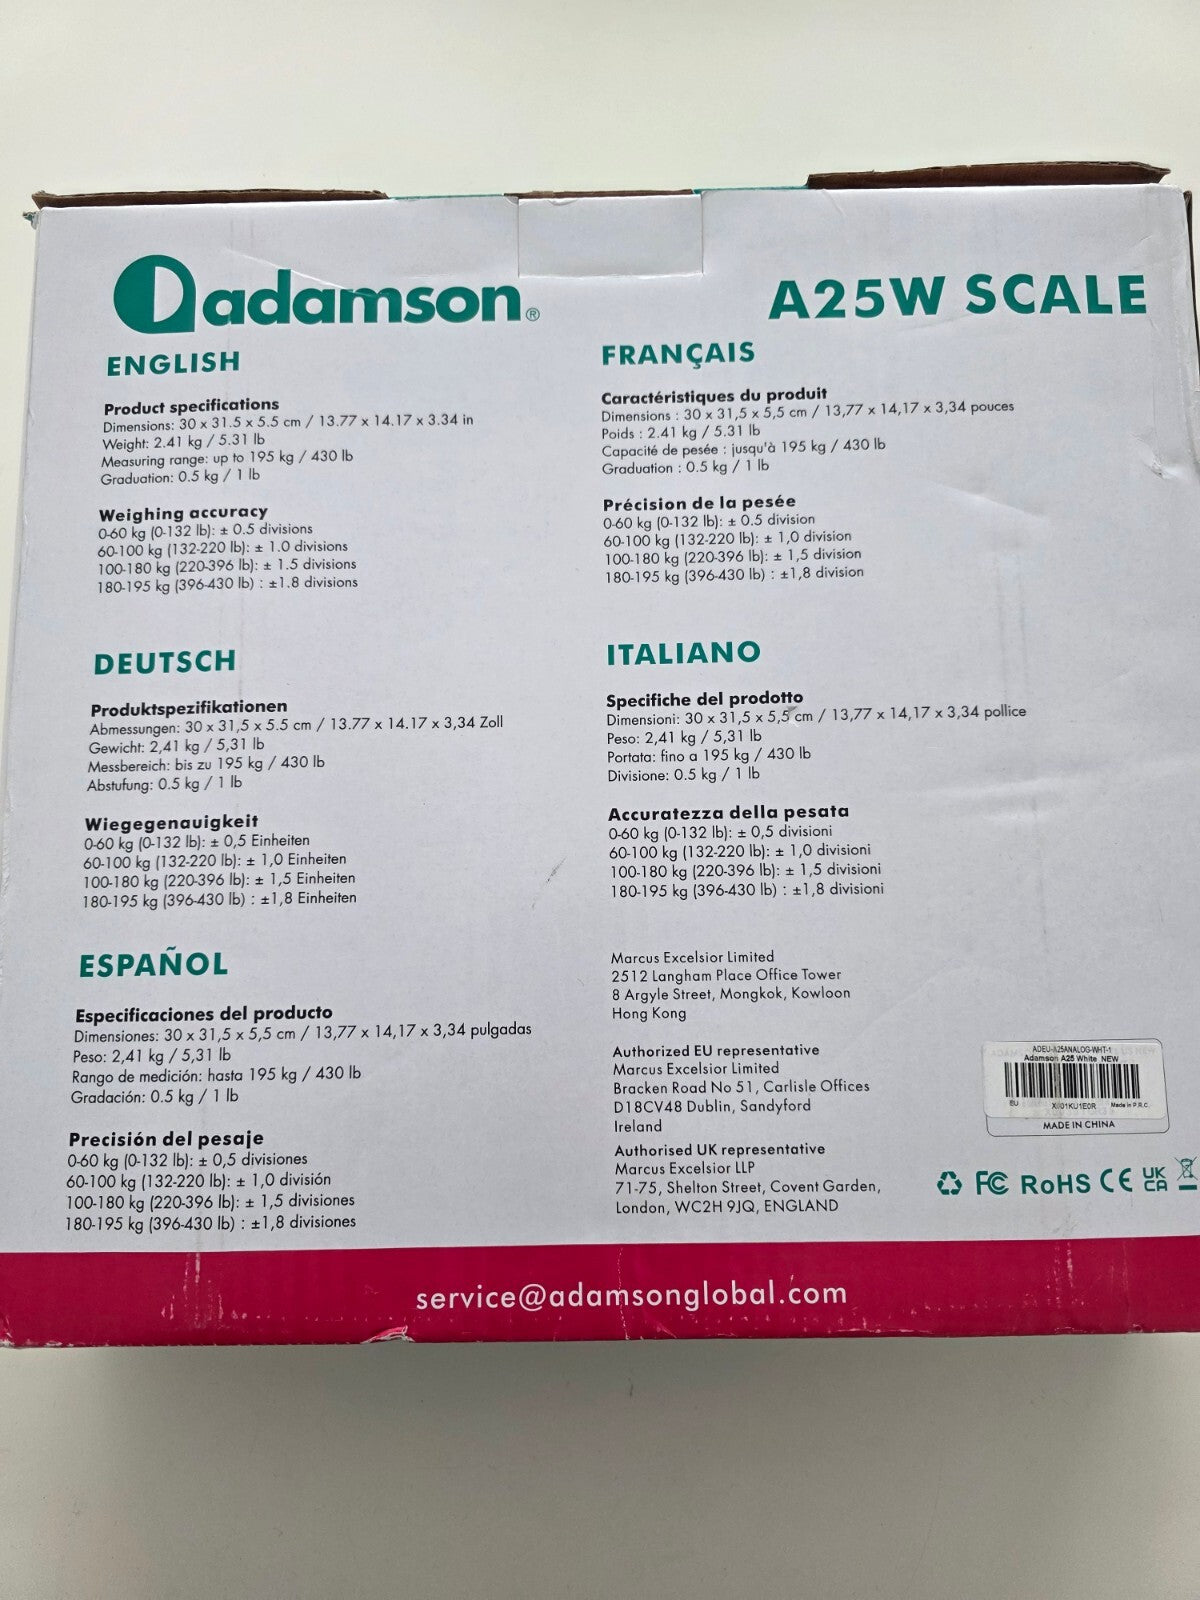 adamson®
A25W SCALE
ENGLISH
Product specifications
Dimensions: 30 x 31.5 x 5.5 cm / 13.77 x 14.17 x 3.34 in
Weight: 2.41 kg / 5.31 lb
Measuring range: up to 195 kg / 430 lb
Graduation: 0.5 kg / 1 lb
Weighing accuracy
0-60 kg (0-132 lb): ± 0.5 divisions
60-100 kg (132-220 lb): ± 1.0 divisions
100-180 kg (220-396 lb): ± 1.5 divisions
180-195 kg (396-430 lb) : ±1.8 divisions
FRANÇAIS
Caractéristiques du produit
Dimensions : 30 x 31,5 x 5,5 cm / 13,77 x 14,17 x 3,34 pouces
Poids : 2.41 kg / 5.31 lb
Capacité de pesée : jusqu'à 195 kg / 430 lb
Graduation : 0.5 kg / 1 lb
Précision de la pesée
0-60 kg (0-132 lb): ± 0.5 division
60-100 kg (132-220 lb): ± 1,0 division
100-180 kg (220-396 lb): ± 1,5 division
180-195 kg (396-430 lb) : ±1,8 division
DEUTSCH
Produktspezifikationen
Abmessungen: 30 x 31,5 x 5.5 cm / 13.77 x 14.17 x 3,34 Zoll
Gewicht: 2,41 kg / 5,31 lb
Messbereich: bis zu 195 kg / 430 lb
Abstufung: 0.5 kg / 1 lb
Wiegegenauigkeit
0-60 kg (0-132 lb): ± 0,5 Einheiten
60-100 kg (132-220 lb): ± 1,0 Einheiten
100-180 kg (220-396 lb): ± 1,5 Einheiten
180-195 kg (396-430 lb) : ±1,8 Einheiten
ITALIANO
Specifiche del prodotto
Dimensioni: 30 x 31,5 x 5,5 cm / 13,77 x 14,17 x 3,34 pollice
Peso: 2,41 kg / 5,31 lb
Portata: fino a 195 kg / 430 lb
Divisione: 0.5 kg / 1 lb
Accuratezza della pesata
0-60 kg (0-132 lb): ± 0,5 divisioni
60-100 kg (132-220 lb): ± 1,0 divisioni
100-180 kg (220-396 lb): ± 1,5 divisioni
180-195 kg (396-430 lb) : ±1,8 divisioni
ESPAÑOL
Especificaciones del producto
Dimensiones: 30 x 31,5 x 5,5 cm / 13,77 x 14,17 x 3,34 pulgadas
Peso: 2,41 kg / 5,31 lb
Rango de medición: hasta 195 kg / 430 lb
Gradación: 0.5 kg / 1 lb
Precisión del pesaje
0-60 kg (0-132 lb): ± 0,5 divisiones
60-100 kg (132-220 lb): ± 1,0 división
100-180 kg (220-396 lb): ± 1,5 divisiones
180-195 kg (396-430 lb) : ±1,8 divisiones
Marcus Excelsior Limited
2512 Langham Place Office Tower
8 Argyle Street, Mongkok, Kowloon
Hong Kong
Authorized EU representative
Marcus Excelsior Limited
Bracken Road No 51, Carlisle Offices
D18CV48 Dublin, Sandyford
Ireland
Authorised UK representative
Marcus Excelsior LLP
71-75, Shelton Street, Covent Garden,
London, WC2H 9JQ, ENGLAND
ADEU-A25ANALOG-WHT-1
Adamson A25 White NEW
EU
Made in P.R.C.
MADE IN CHINA
FC RoHS CE UK CA
service@adamsonglobal.com